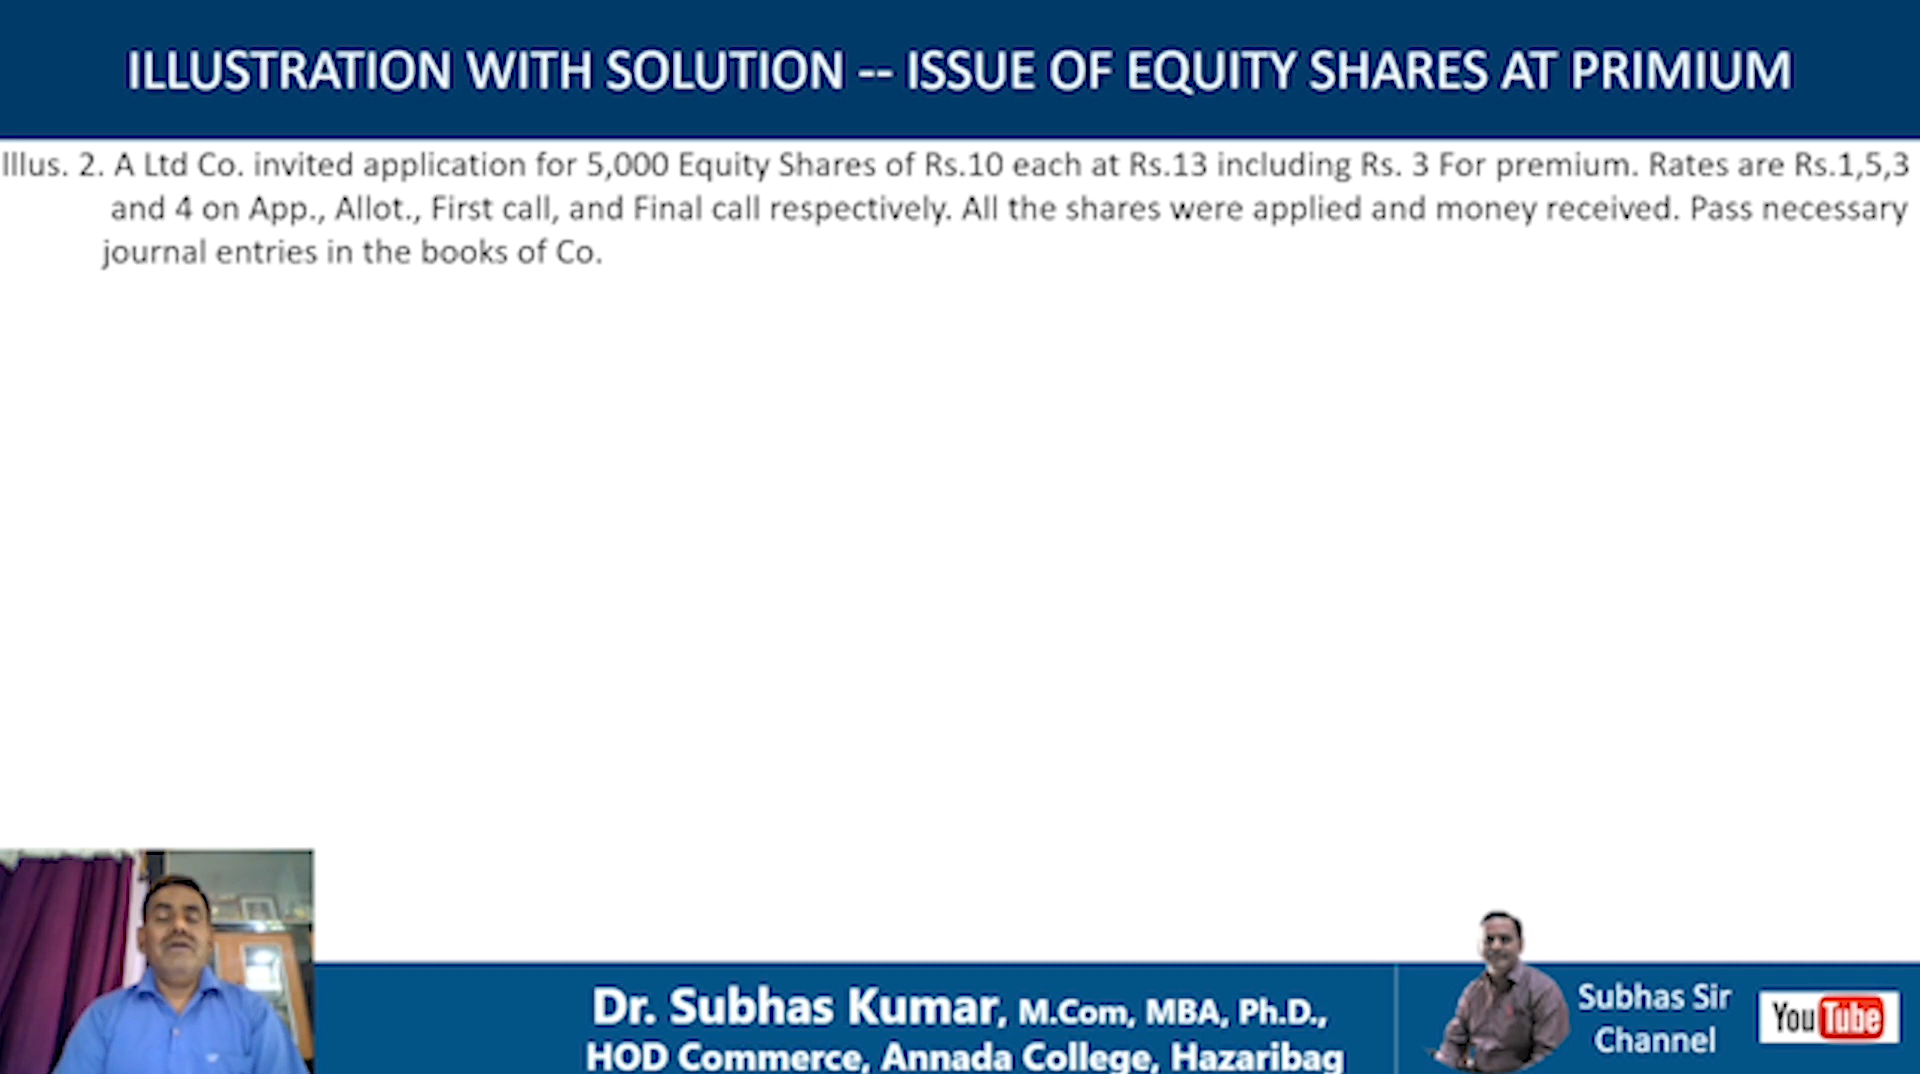 ILLUSTRATION WITH SOLUTION -- ISSUE OF EQUITY SHARES AT PRIMIUM
Illus. 2. A Ltd Co. invited application for 5,000 Equity Shares of Rs.10 each at Rs.13 including Rs. 3 For premium. Rates are Rs.1,5,3
and 4 on App., Allot., First call, and Final call respectively. All the shares were applied and money received. Pass necessary
journal entries in the books of Co.
Dr. Subhas Kumar, M.Com, MBA, Ph.D.,
HOD Commerce, Annada College, Hazaribag
Subhas Sir
Channel
YouTube